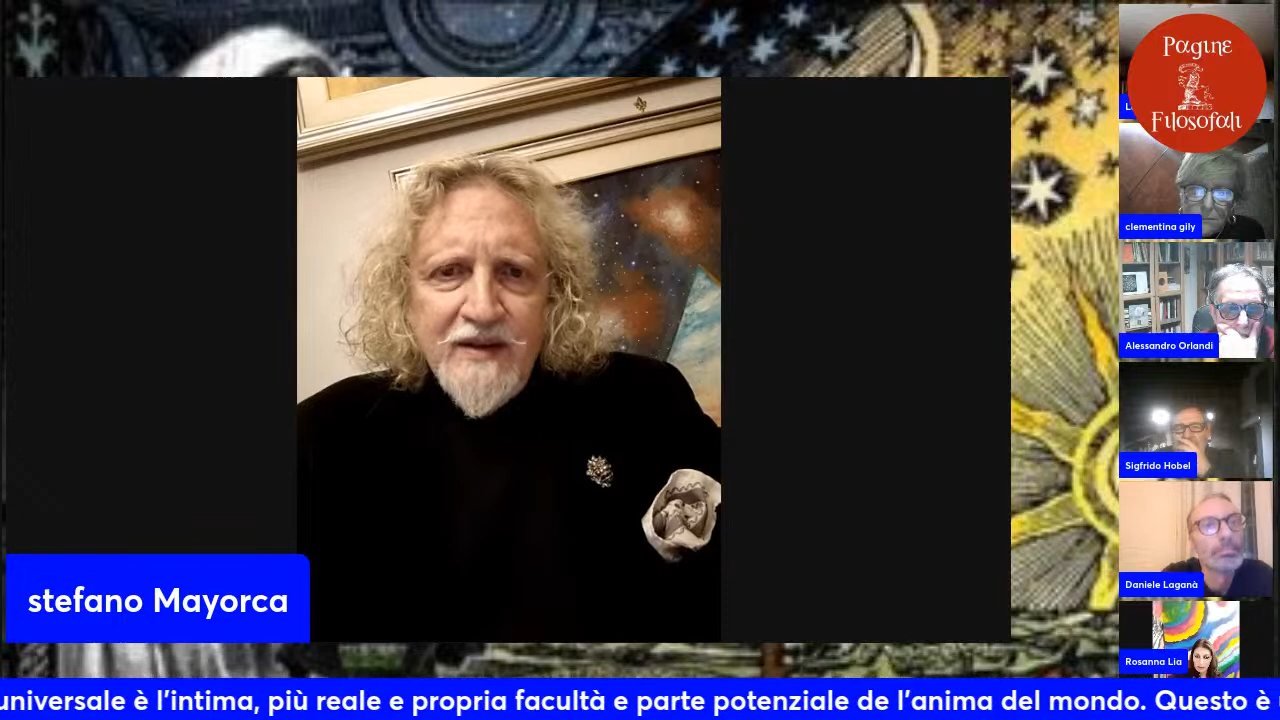 Pagine
Filosofali
L
clementina gily
Alessandro Orlandi
Sigfrido Hobel
Daniele Laganà
Rosanna Lia
stefano Mayorca
universale è l'intima, più reale e propria facultà e parte potenziale de l'anima del mondo. Questo è